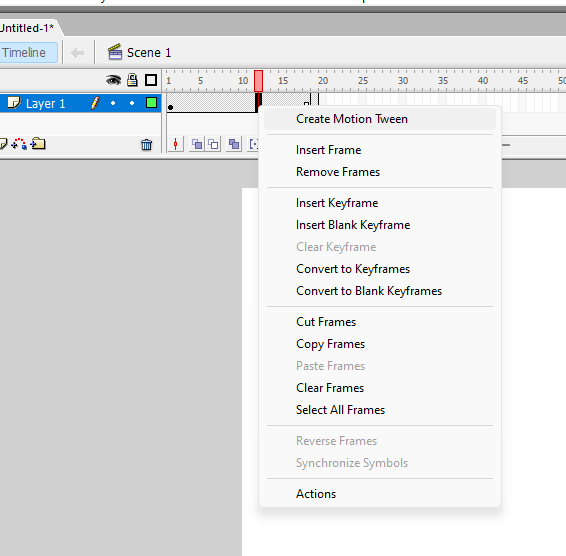 Untitled-1*
Timeline
Scene 1
1 5 10 15 20 25 30 35 40 45 50
Layer 1
Create Motion Tween
Insert Frame
Remove Frames
Insert Keyframe
Insert Blank Keyframe
Clear Keyframe
Convert to Keyframes
Convert to Blank Keyframes
Cut Frames
Copy Frames
Paste Frames
Clear Frames
Select All Frames
Reverse Frames
Synchronize Symbols
Actions